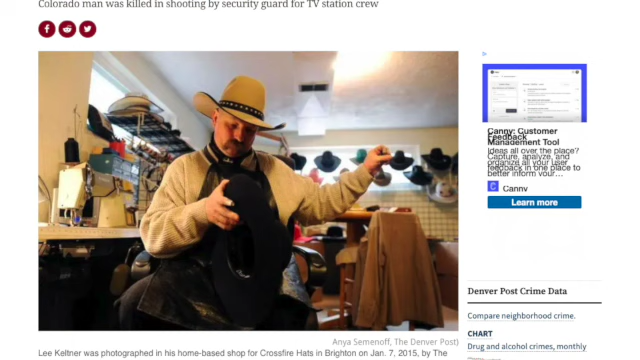 Colorado man was killed in shooting by security guard for TV station crew
Canny: Customer
Feedback
Management Tool
Ideas all over the place?
Capture, analyze, and
organize all your user
feedback in one place to
better inform your…
Canny
Learn more
Anya Semenoff, The Denver Post)
Lee Keltner was photographed in his home-based shop for Crossfire Hats in Brighton on Jan. 7, 2015, by The
Denver Post Crime Data
Compare neighborhood crime.
CHART
Drug and alcohol crimes, monthly